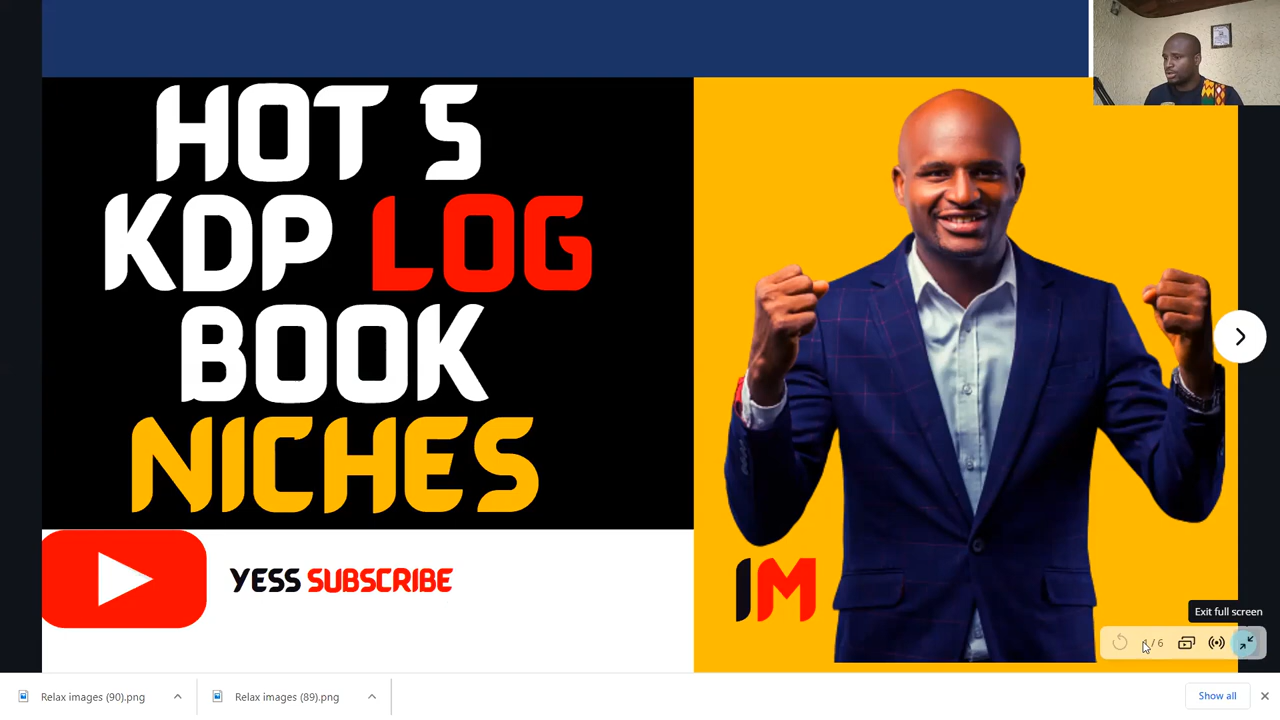 HOT 5
KDP LOG
BOOK
NICHES
YESS SUBSCRIBE
IM
Exit full screen
/ 6
Relax images (90).png
Relax images (89).png
Show all